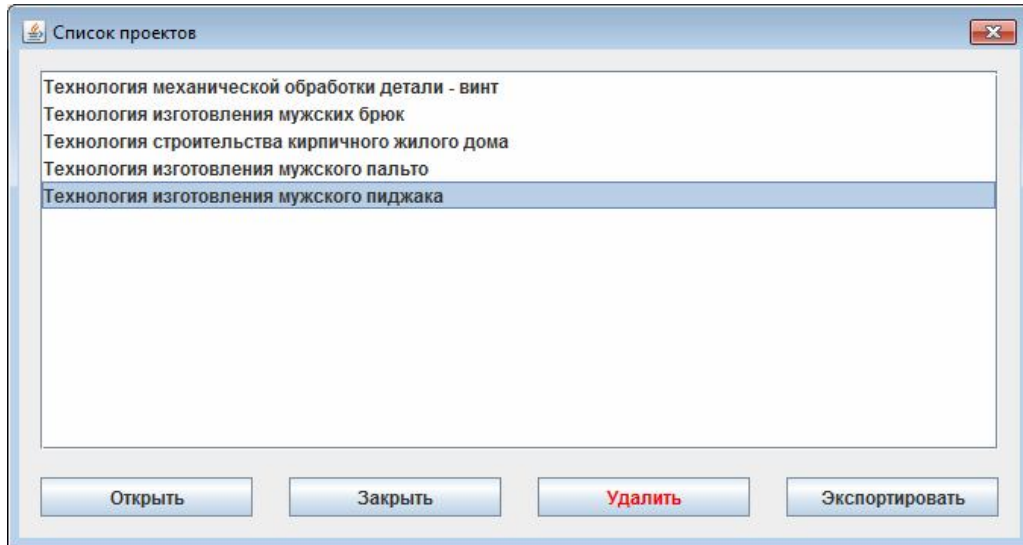 Список проектов
Технология механической обработки детали - винт
Технология изготовления мужских брюк
Технология строительства кирпичного жилого дома
Технология изготовления мужского пальто
Технология изготовления мужского пиджака
Открыть Закрыть Удалить Экспортировать